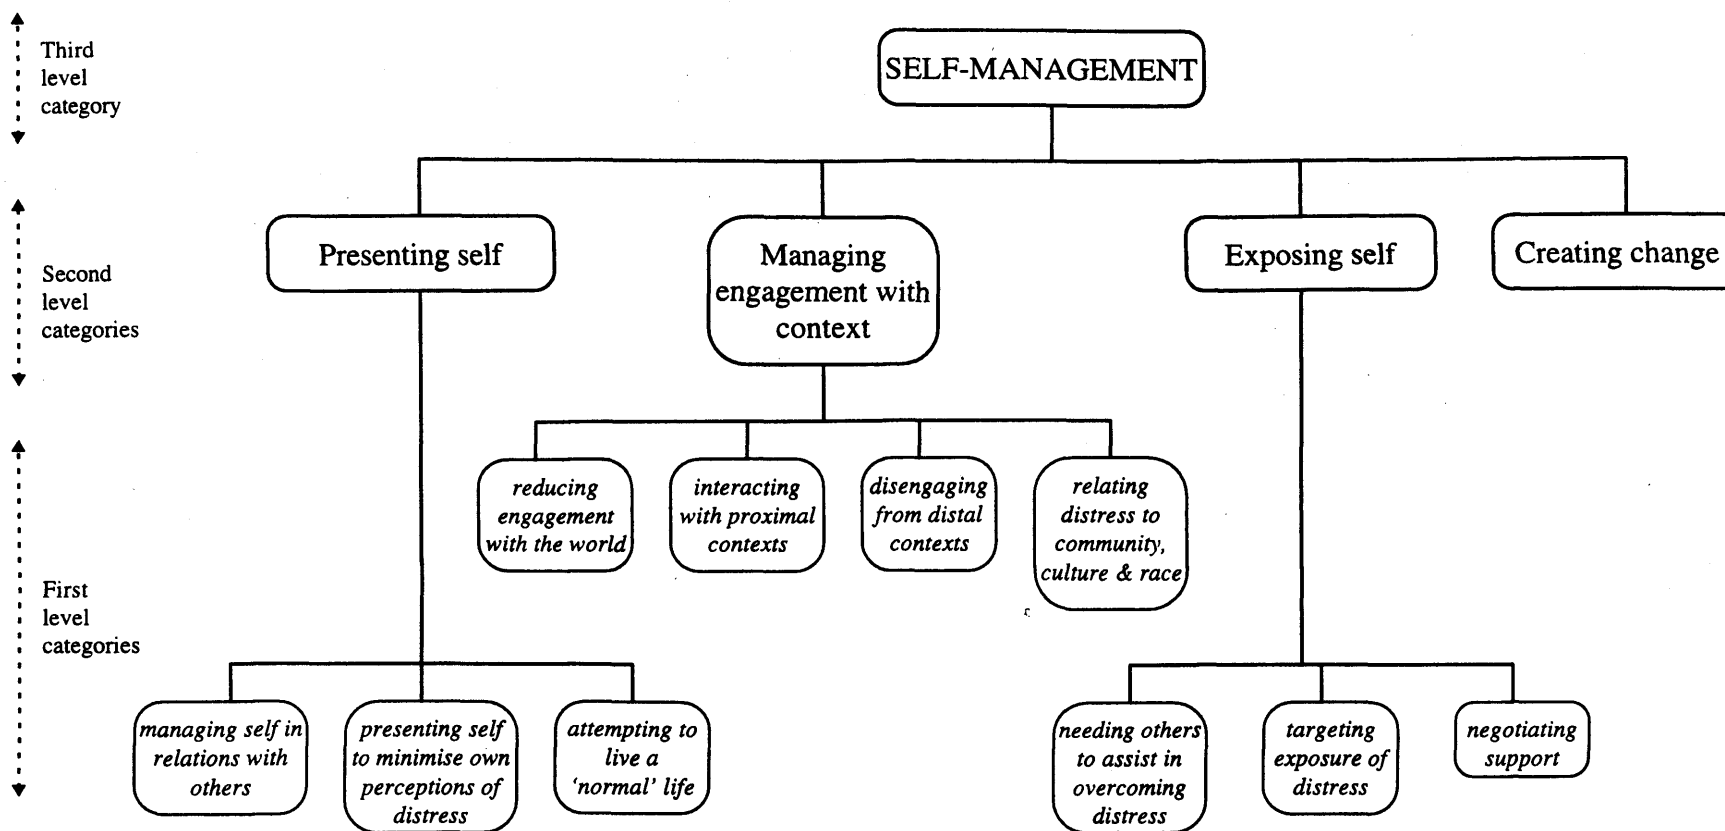 Third
level
category
SELF-MANAGEMENT
Second
level
categories
Presenting self
Managing
engagement with
context
Exposing self
Creating change
First
level
categories
reducing
engagement
with the world
interacting
with proximal
contexts
disengaging
from distal
contexts
relating
distress to
community,
culture & race
managing self in
relations with
others
presenting self
to minimise own
perceptions of
distress
attempting to
live a
'normal' life
needing others
to assist in
overcoming
distress
targeting
exposure of
distress
negotiating
support